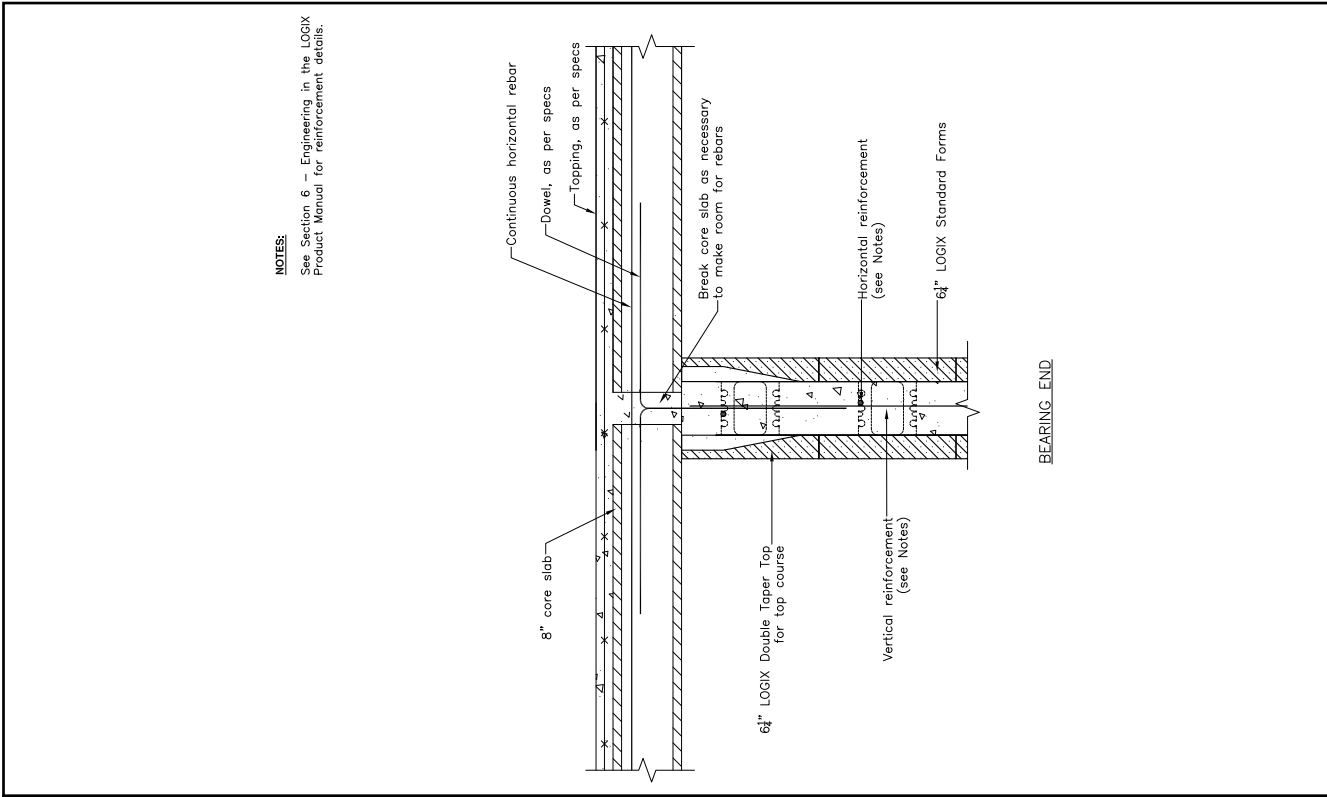 NOTES:
See Section 6 – Engineering in the LOGIX
Product Manual for reinforcement details.
Continuous horizontal rebar
Dowel, as per specs
Topping, as per specs
8" core slab
Break core slab as necessary
to make room for rebars
6¼" LOGIX Double Taper Top
for top course
Horizontal reinforcement
(see Notes)
Vertical reinforcement
(see Notes)
6¼" LOGIX Standard Forms
BEARING END